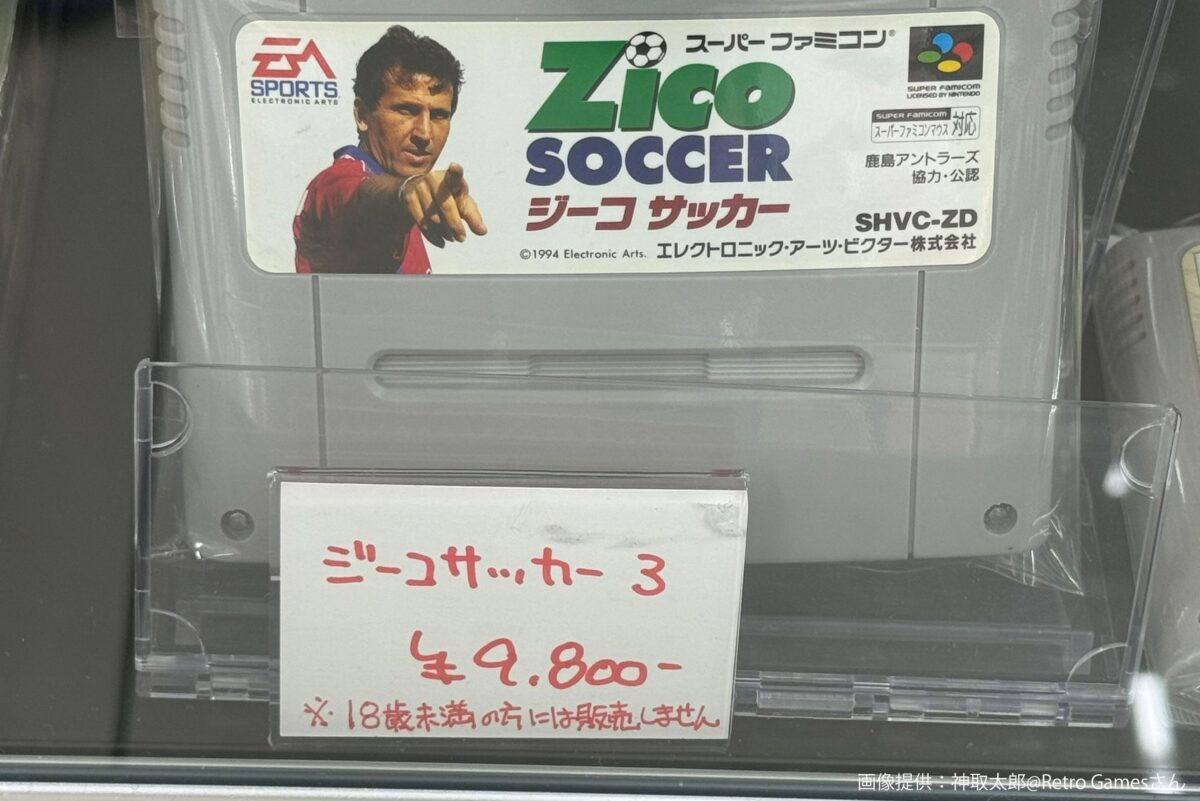 EA
SPORTS
ELECTRONIC ARTS
Zico
SOCCER
ジーコ サッカー
©1994 Electronic Arts.
スーパーファミコン®
SUPER FAMICOM
LICENSED BY NINTENDO
SUPER FAMICOM
スーパーファミコンマウス 対応
鹿島アントラーズ
協力・公認
SHVC-ZD
エレクトロニック・アーツ・ビクター株式会社
ジーコサッカー 3
¥9.800-
※18歳未満の方には販売しません
画像提供:神取太郎@Retro Gamesさん